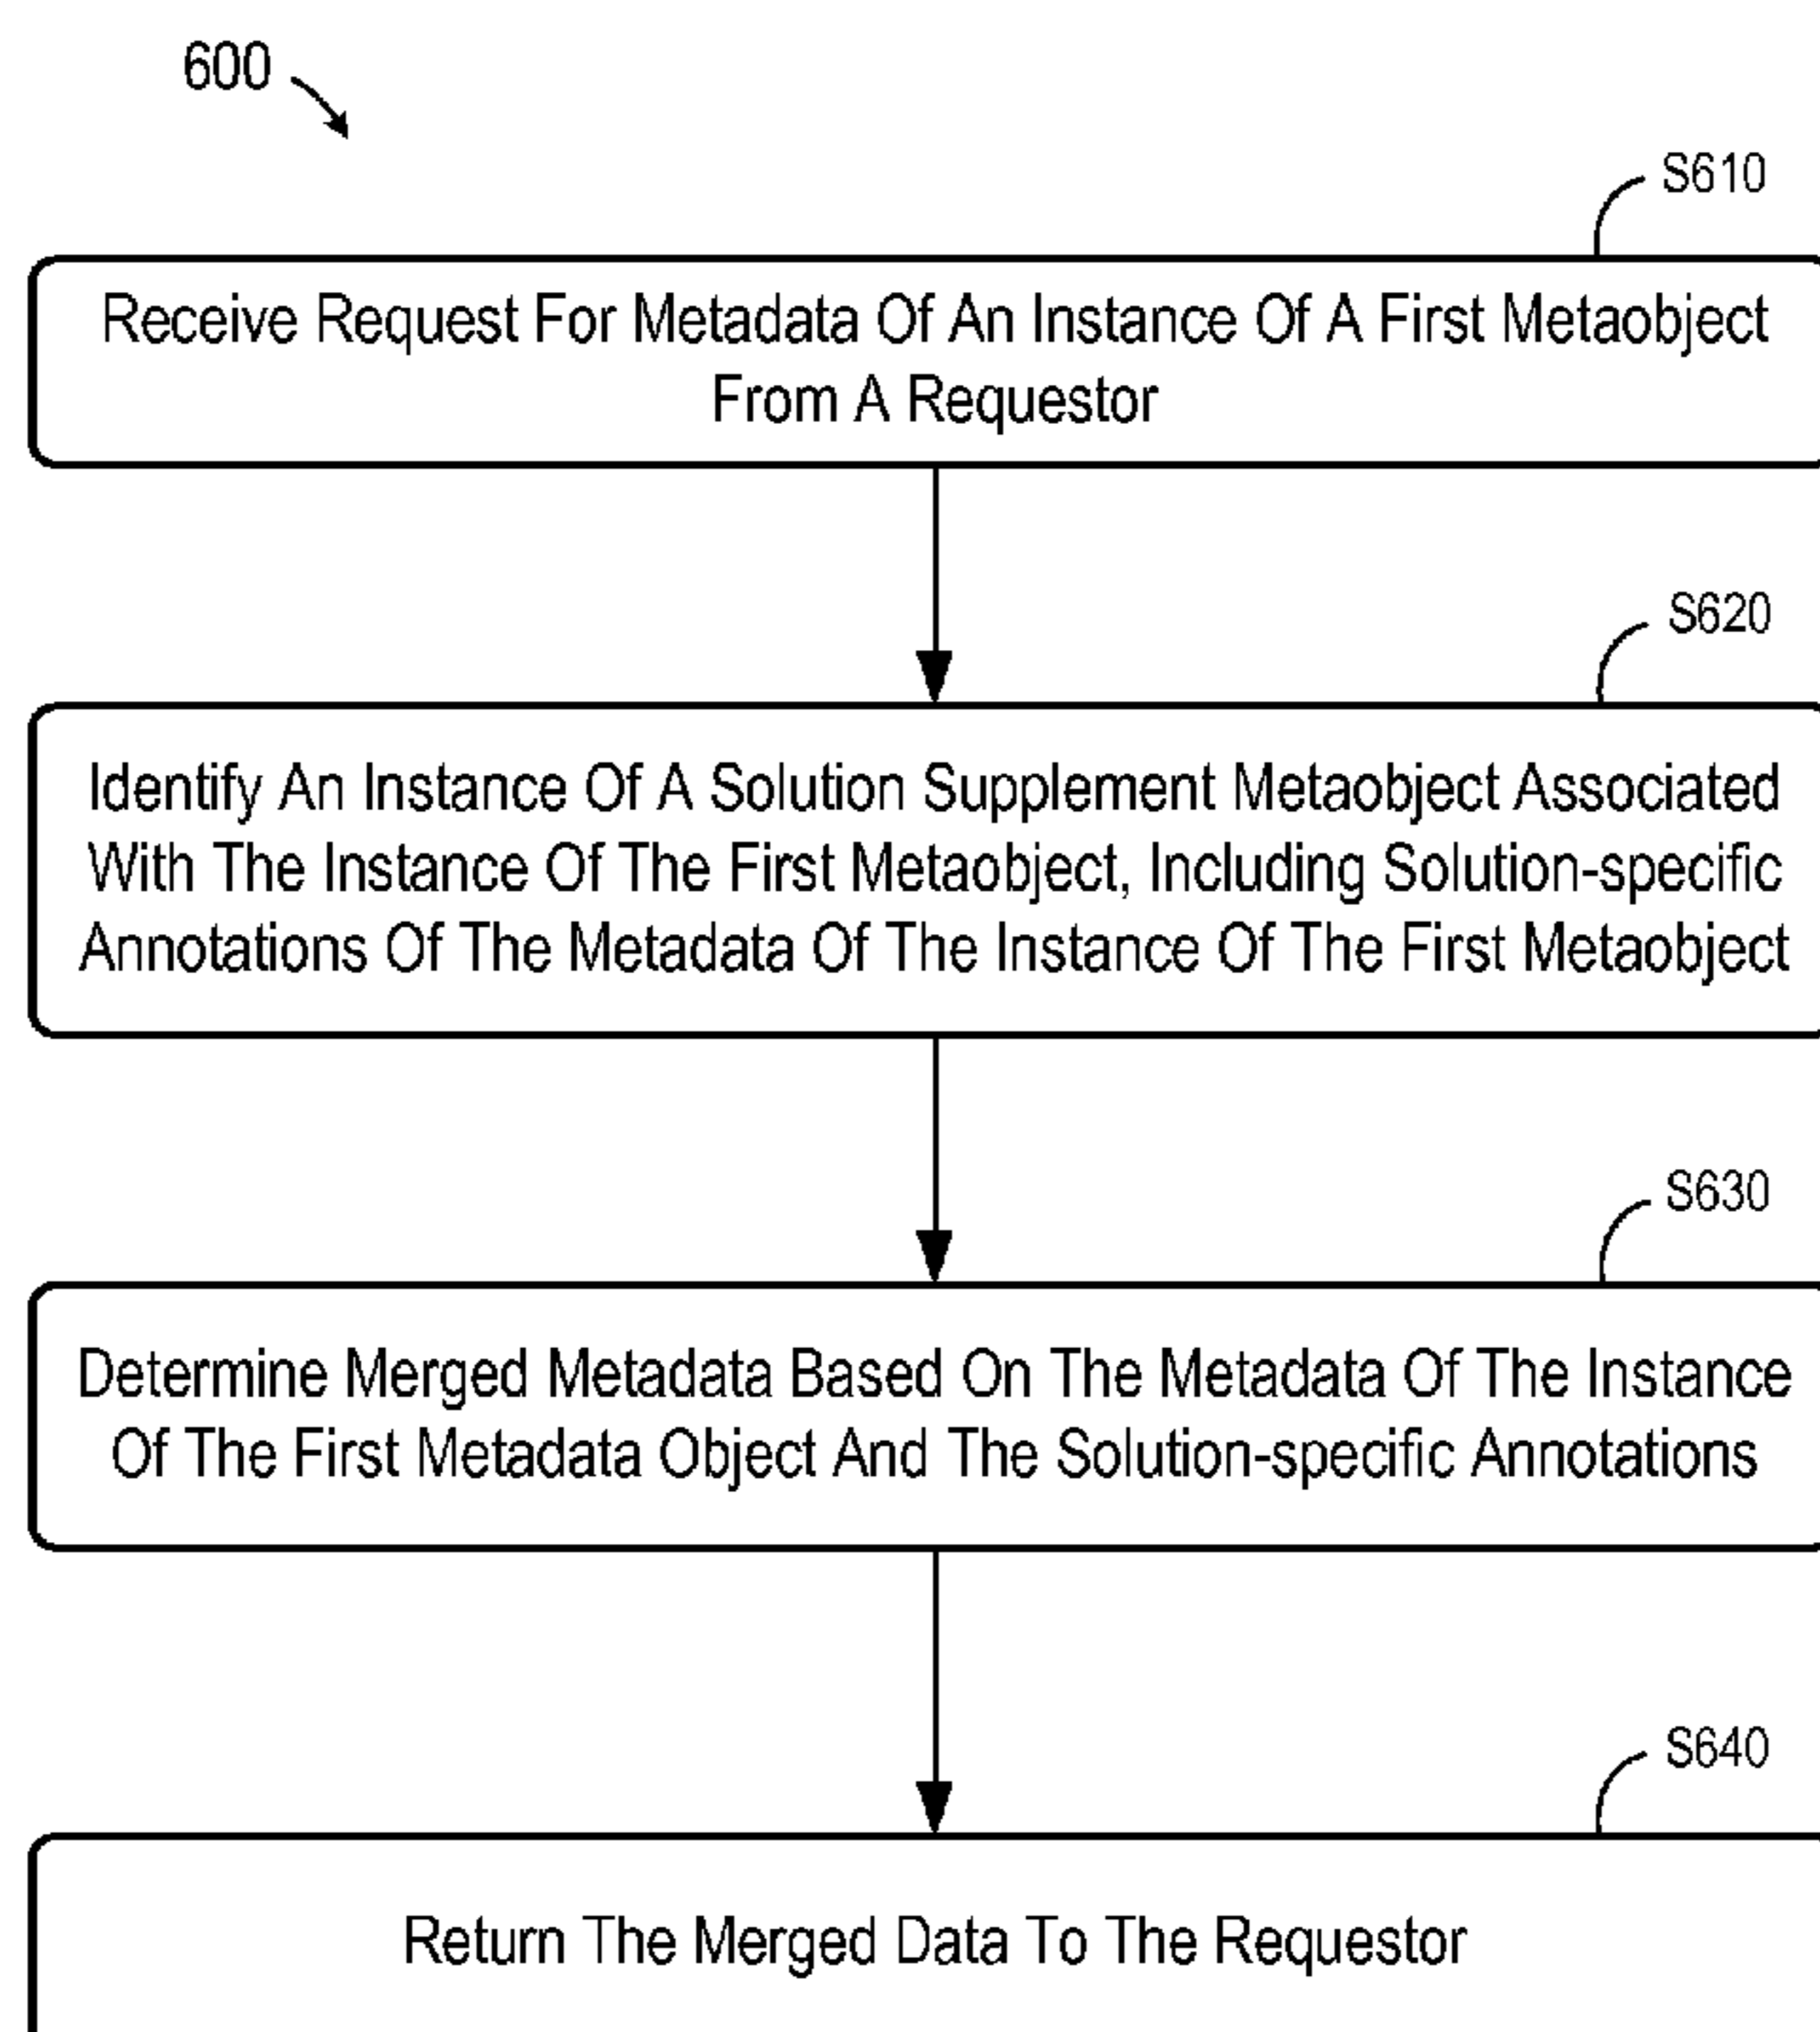 600
S610
Receive Request For Metadata Of An Instance Of A First Metaobject
From A Requestor
S620
Identify An Instance Of A Solution Supplement Metaobject Associated
With The Instance Of The First Metaobject, Including Solution-specific
Annotations Of The Metadata Of The Instance Of The First Metaobject
S630
Determine Merged Metadata Based On The Metadata Of The Instance
Of The First Metadata Object And The Solution-specific Annotations
S640
Return The Merged Data To The Requestor